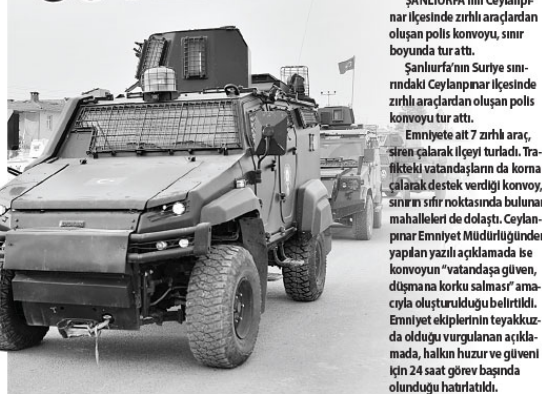 ŞANLIURFA'nın Ceylanpı-
nar ilçesinde zırhlı araçlardan
oluşan polis konvoyu, sınır
boyunda tur attı.
Şanlıurfa'nın Suriye sını-
rındaki Ceylanpınar ilçesinde
zırhlı araçlardan oluşan polis
konvoyu tur attı.
Emniyete ait 7 zırhlı araç,
siren çalarak ilçeyi turladı. Tra-
fikteki vatandaşların da korna
çalarak destek verdiği konvoy,
sınırın sıfır noktasında bulunan
mahalleleri de dolaştı. Ceylan-
pınar Emniyet Müdürlüğünden
yapılan yazılı açıklamada ise
konvoyun "vatandaşa güven,
düşmana korku salması" ama-
cıyla oluşturulduğu belirtildi.
Emniyet ekiplerinin teyakkuz-
da olduğu vurgulanan açıkla-
mada, halkın huzur ve güveni
için 24 saat görev başında
olunduğu hatırlatıldı.